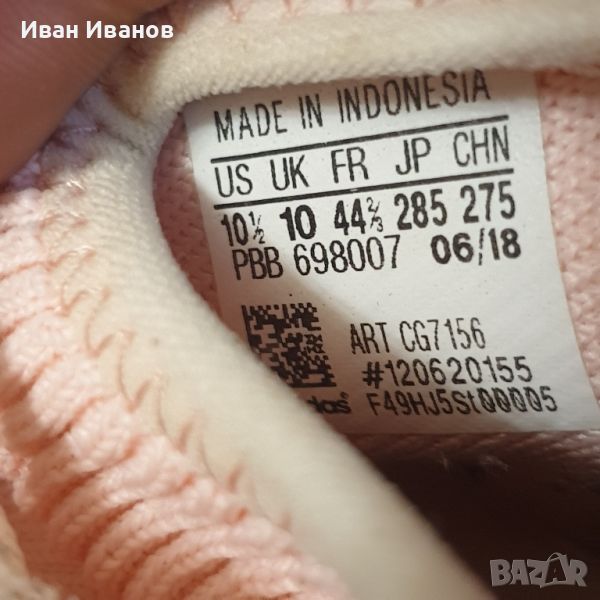 Иван Иванов
MADE IN INDONESIA
US UK FR JP CHN
10½ 10 44⅔ 285 275
PBB 698007 06/18
ART CG7156
#120620155
F49HJ5St00005
BAZAR